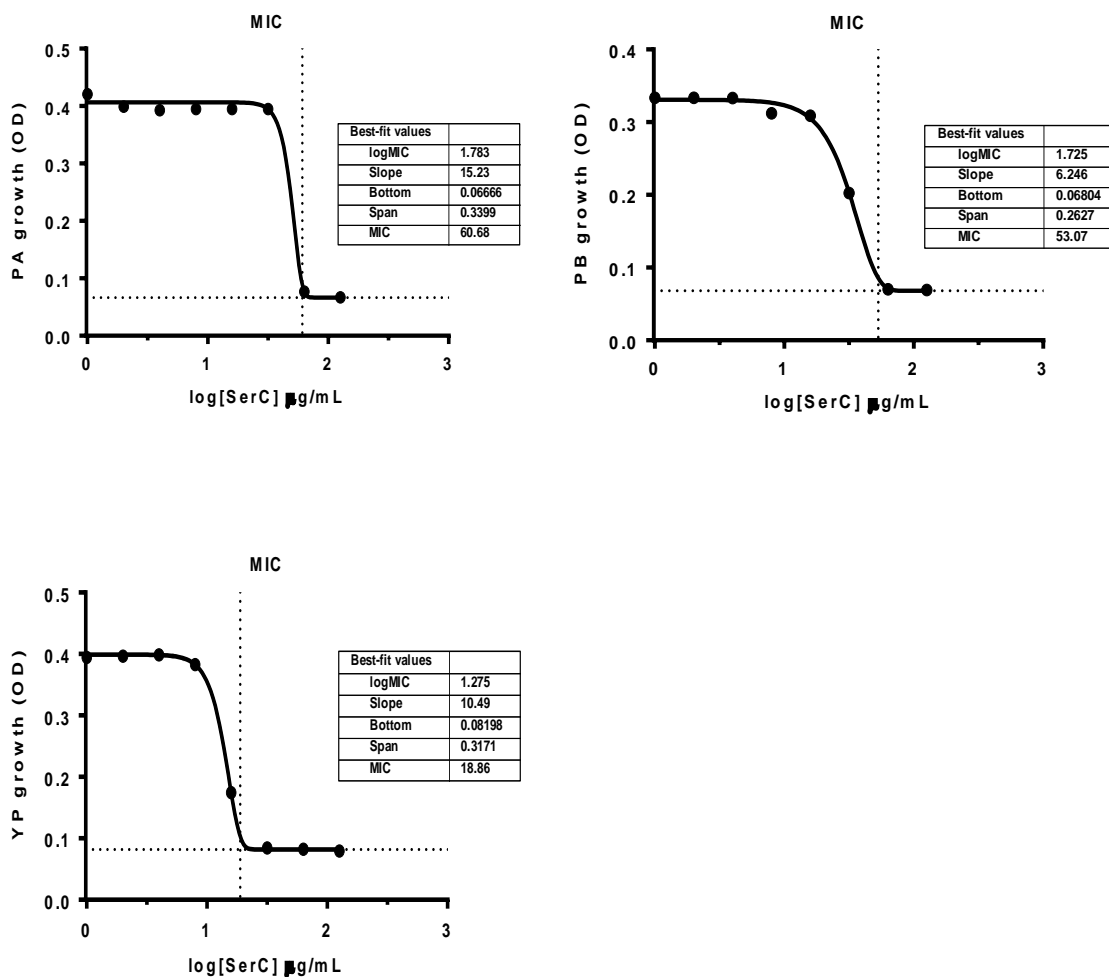 MIC
PA growth (OD)
0.5
0.4
0.3
0.2
0.1
0.0
0 1 2 3
log[SerC] µg/mL
Best-fit values
logMIC 1.783
Slope 15.23
Bottom 0.06666
Span 0.3399
MIC 60.68
MIC
PB growth (OD)
0.4
0.3
0.2
0.1
0.0
0 1 2 3
log[SerC] µg/mL
Best-fit values
logMIC 1.725
Slope 6.246
Bottom 0.06804
Span 0.2627
MIC 53.07
MIC
YP growth (OD)
0.5
0.4
0.3
0.2
0.1
0.0
0 1 2 3
log[SerC] µg/mL
Best-fit values
logMIC 1.275
Slope 10.49
Bottom 0.08198
Span 0.3171
MIC 18.86